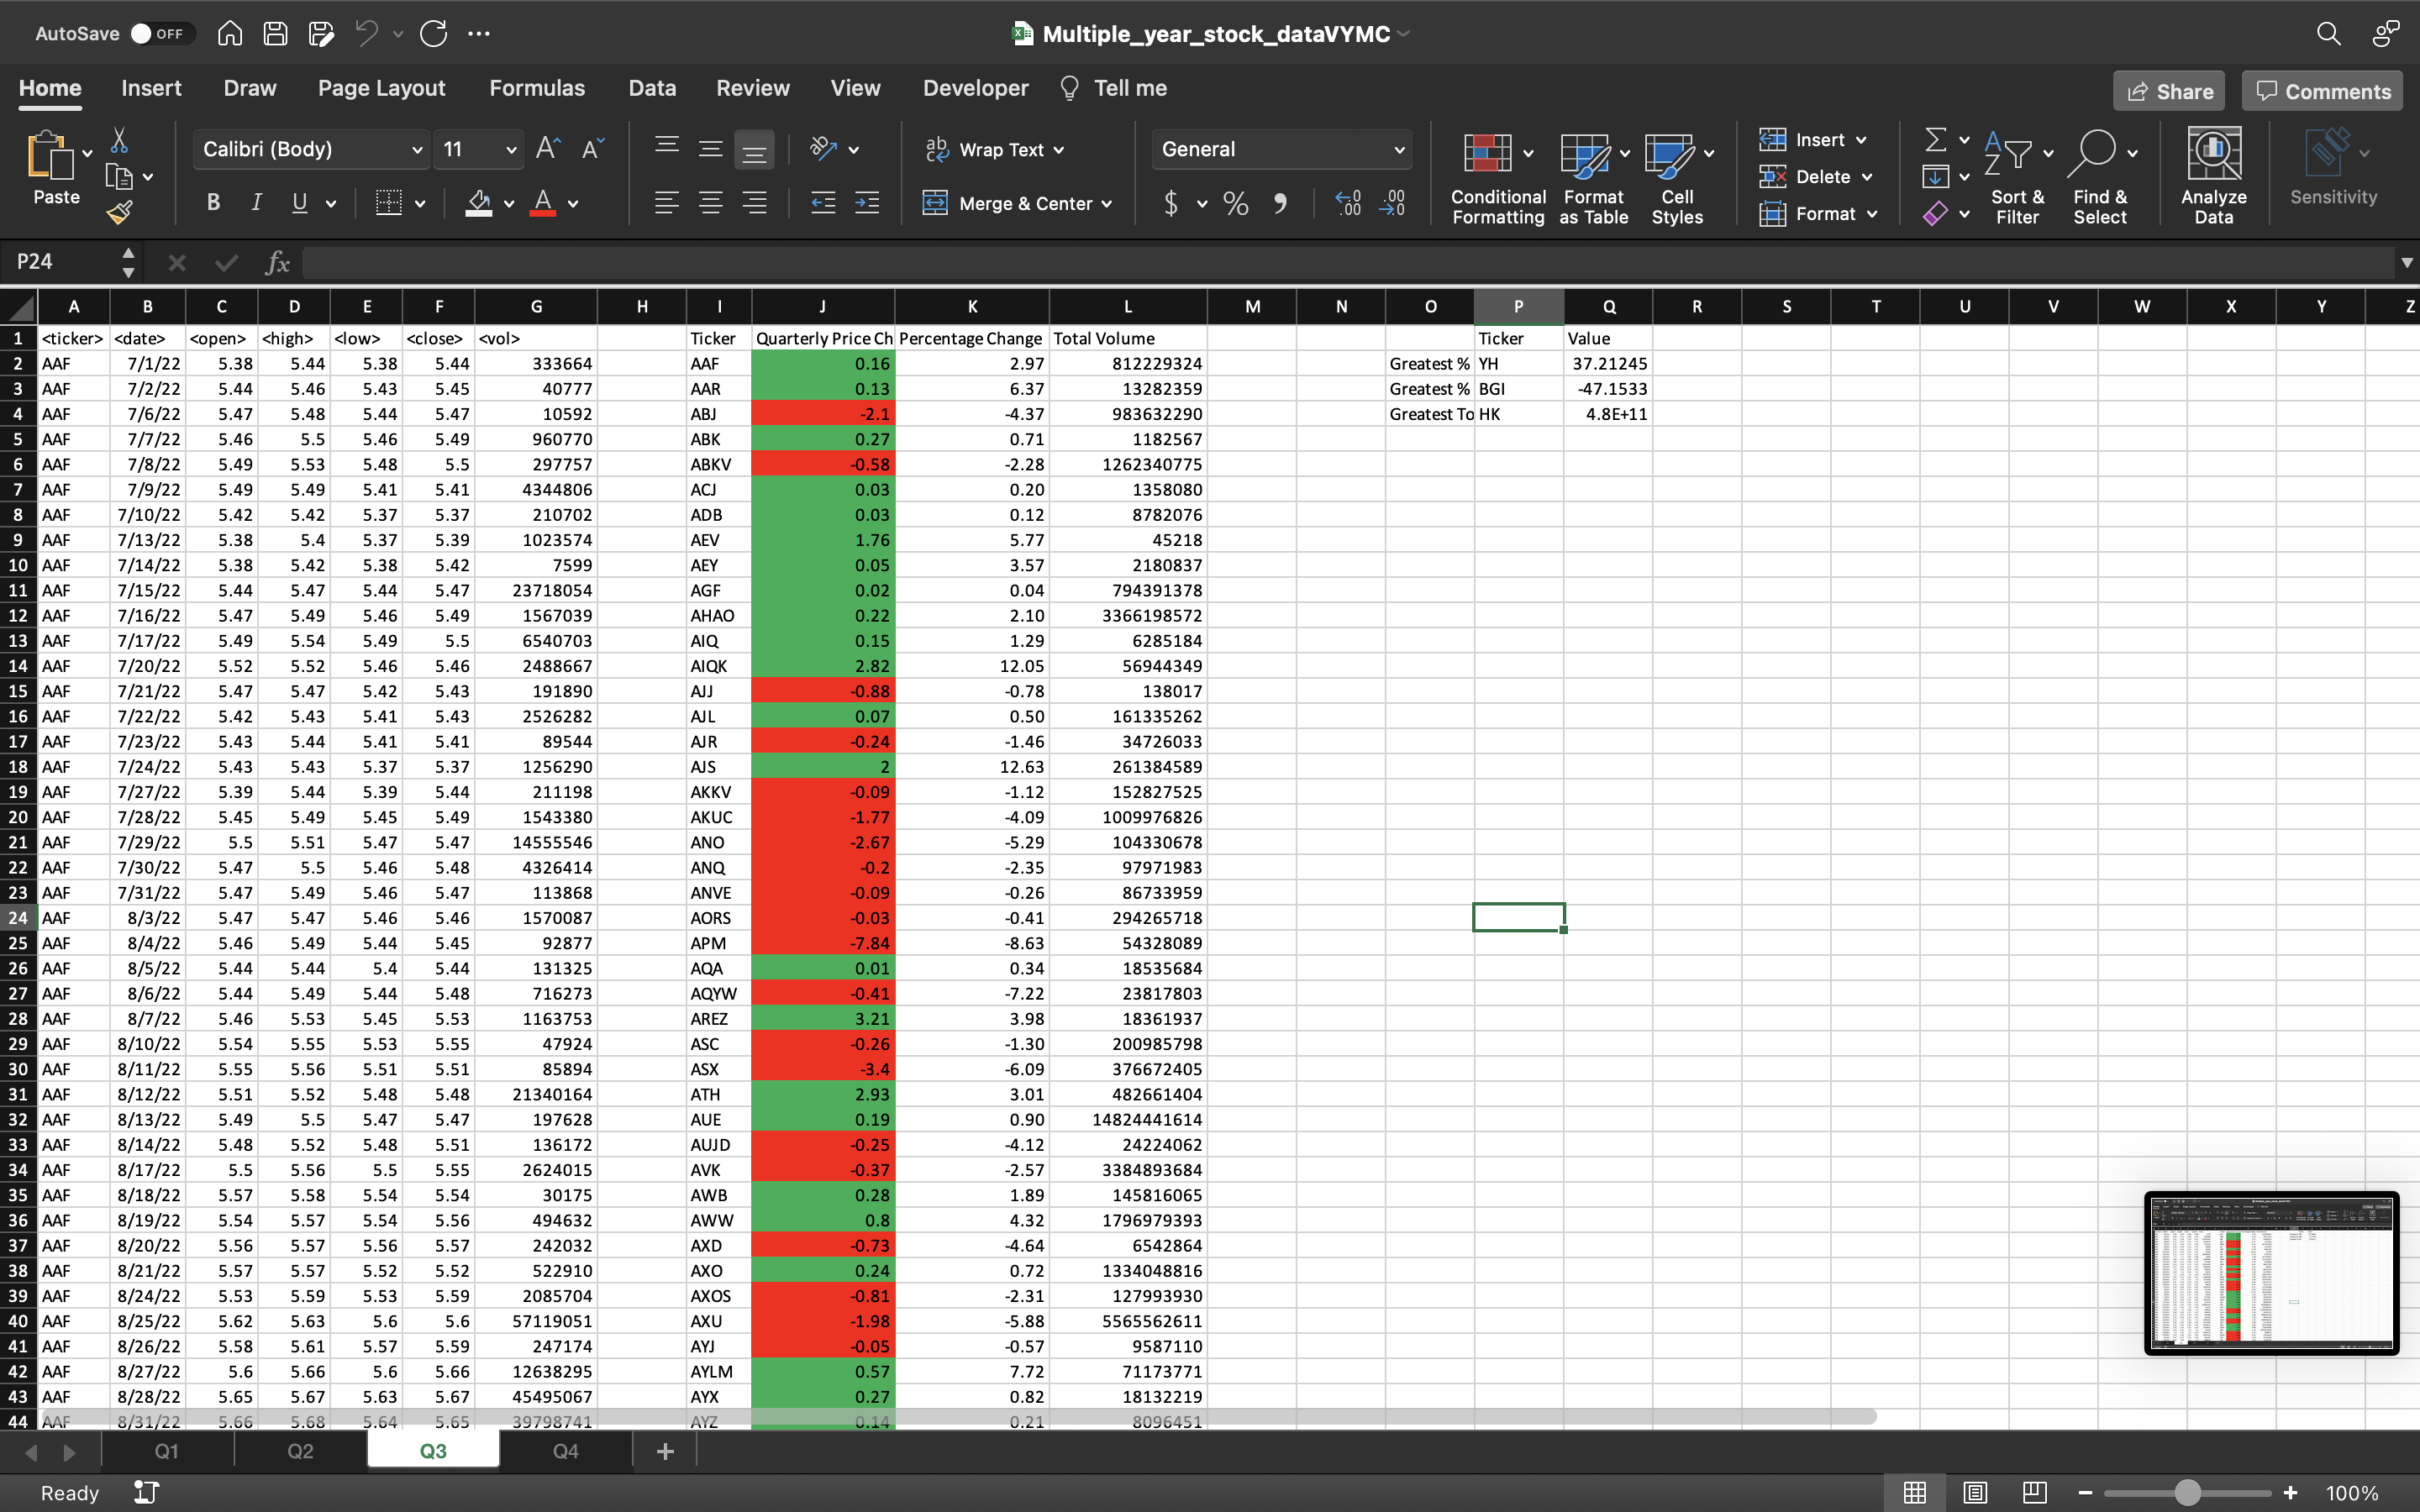 AutoSave OFF Multiple_year_stock_dataVYMC
Home Insert Draw Page Layout Formulas Data Review View Developer Tell me Share Comments
Paste Calibri (Body) 11 Wrap Text General Conditional Formatting Format as Table Cell Styles Insert Delete Format Sort & Filter Find & Select Analyze Data Sensitivity
B I U Merge & Center $ %
P24 fx
A B C D E F G H I J K L M N O P Q R S T U V W X Y Z
1 <ticker> <date> <open> <high> <low> <close> <vol> Ticker Quarterly Price Ch Percentage Change Total Volume Ticker Value
2 AAF 7/1/22 5.38 5.44 5.38 5.44 333664 AAF 0.16 2.97 812229324 Greatest % YH 37.21245
3 AAF 7/2/22 5.44 5.46 5.43 5.45 40777 AAR 0.13 6.37 13282359 Greatest % BGI -47.1533
4 AAF 7/6/22 5.47 5.48 5.44 5.47 10592 ABJ -2.1 -4.37 983632290 Greatest To HK 4.8E+11
5 AAF 7/7/22 5.46 5.5 5.46 5.49 960770 ABK 0.27 0.71 1182567
6 AAF 7/8/22 5.49 5.53 5.48 5.5 297757 ABKV -0.58 -2.28 1262340775
7 AAF 7/9/22 5.49 5.49 5.41 5.41 4344806 ACJ 0.03 0.20 1358080
8 AAF 7/10/22 5.42 5.42 5.37 5.37 210702 ADB 0.03 0.12 8782076
9 AAF 7/13/22 5.38 5.4 5.37 5.39 1023574 AEV 1.76 5.77 45218
10 AAF 7/14/22 5.38 5.42 5.38 5.42 7599 AEY 0.05 3.57 2180837
11 AAF 7/15/22 5.44 5.47 5.44 5.47 23718054 AGF 0.02 0.04 794391378
12 AAF 7/16/22 5.47 5.49 5.46 5.49 1567039 AHAO 0.22 2.10 3366198572
13 AAF 7/17/22 5.49 5.54 5.49 5.5 6540703 AIQ 0.15 1.29 6285184
14 AAF 7/20/22 5.52 5.52 5.46 5.46 2488667 AIQK 2.82 12.05 56944349
15 AAF 7/21/22 5.47 5.47 5.42 5.43 191890 AJJ -0.88 -0.78 138017
16 AAF 7/22/22 5.42 5.43 5.41 5.43 2526282 AJL 0.07 0.50 161335262
17 AAF 7/23/22 5.43 5.44 5.41 5.41 89544 AJR -0.24 -1.46 34726033
18 AAF 7/24/22 5.43 5.43 5.37 5.37 1256290 AJS 2 12.63 261384589
19 AAF 7/27/22 5.39 5.44 5.39 5.44 211198 AKKV -0.09 -1.12 152827525
20 AAF 7/28/22 5.45 5.49 5.45 5.49 1543380 AKUC -1.77 -4.09 1009976826
21 AAF 7/29/22 5.5 5.51 5.47 5.47 14555546 ANO -2.67 -5.29 104330678
22 AAF 7/30/22 5.47 5.5 5.46 5.48 4326414 ANQ -0.2 -2.35 97971983
23 AAF 7/31/22 5.47 5.49 5.46 5.47 113868 ANVE -0.09 -0.26 86733959
24 AAF 8/3/22 5.47 5.47 5.46 5.46 1570087 AORS -0.03 -0.41 294265718
25 AAF 8/4/22 5.46 5.49 5.44 5.45 92877 APM -7.84 -8.63 54328089
26 AAF 8/5/22 5.44 5.44 5.4 5.44 131325 AQA 0.01 0.34 18535684
27 AAF 8/6/22 5.44 5.49 5.44 5.48 716273 AQYW -0.41 -7.22 23817803
28 AAF 8/7/22 5.46 5.53 5.45 5.53 1163753 AREZ 3.21 3.98 18361937
29 AAF 8/10/22 5.54 5.55 5.53 5.55 47924 ASC -0.26 -1.30 200985798
30 AAF 8/11/22 5.55 5.56 5.51 5.51 85894 ASX -3.4 -6.09 376672405
31 AAF 8/12/22 5.51 5.52 5.48 5.48 21340164 ATH 2.93 3.01 482661404
32 AAF 8/13/22 5.49 5.5 5.47 5.47 197628 AUE 0.19 0.90 14824441614
33 AAF 8/14/22 5.48 5.52 5.48 5.51 136172 AUJD -0.25 -4.12 24224062
34 AAF 8/17/22 5.5 5.56 5.5 5.55 2624015 AVK -0.37 -2.57 3384893684
35 AAF 8/18/22 5.57 5.58 5.54 5.54 30175 AWB 0.28 1.89 145816065
36 AAF 8/19/22 5.54 5.57 5.54 5.56 494632 AWW 0.8 4.32 1796979393
37 AAF 8/20/22 5.56 5.57 5.56 5.57 242032 AXD -0.73 -4.64 6542864
38 AAF 8/21/22 5.57 5.57 5.52 5.52 522910 AXO 0.24 0.72 1334048816
39 AAF 8/24/22 5.53 5.59 5.53 5.59 2085704 AXOS -0.81 -2.31 127993930
40 AAF 8/25/22 5.62 5.63 5.6 5.6 57119051 AXU -1.98 -5.88 5565562611
41 AAF 8/26/22 5.58 5.61 5.57 5.59 247174 AYJ -0.05 -0.57 9587110
42 AAF 8/27/22 5.6 5.66 5.6 5.66 12638295 AYLM 0.57 7.72 71173771
43 AAF 8/28/22 5.65 5.67 5.63 5.67 45495067 AYX 0.27 0.82 18132219
44 AAF 8/31/22 5.66 5.68 5.64 5.65 39798741 AYZ 0.14 0.21 8096451
Q1 Q2 Q3 Q4 +
Ready 100%